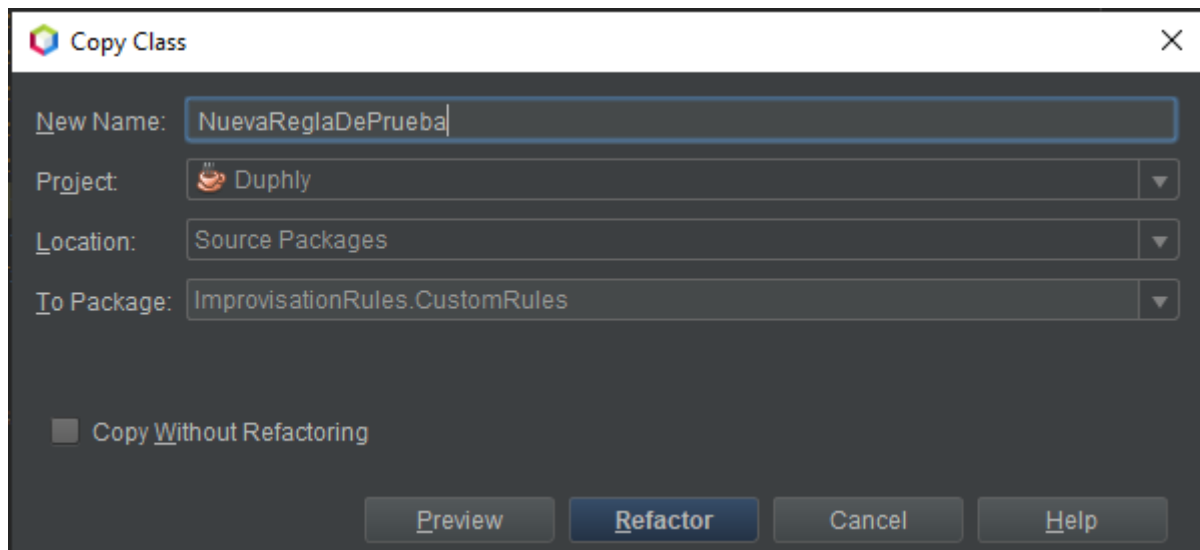 Copy Class
New Name: NuevaReglaDePrueba
Project: Duphly
Location: Source Packages
To Package: ImprovisationRules.CustomRules
Copy Without Refactoring
Preview Refactor Cancel Help